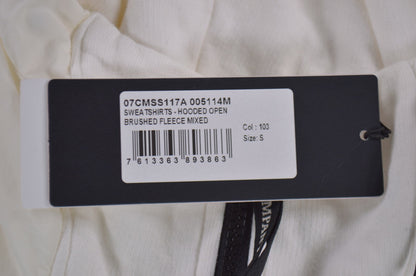 07CMSS117A 005114M
SWEATSHIRTS - HOODED OPEN
BRUSHED FLEECE MIXED
Col : 103
Size: S
7 613363 893863